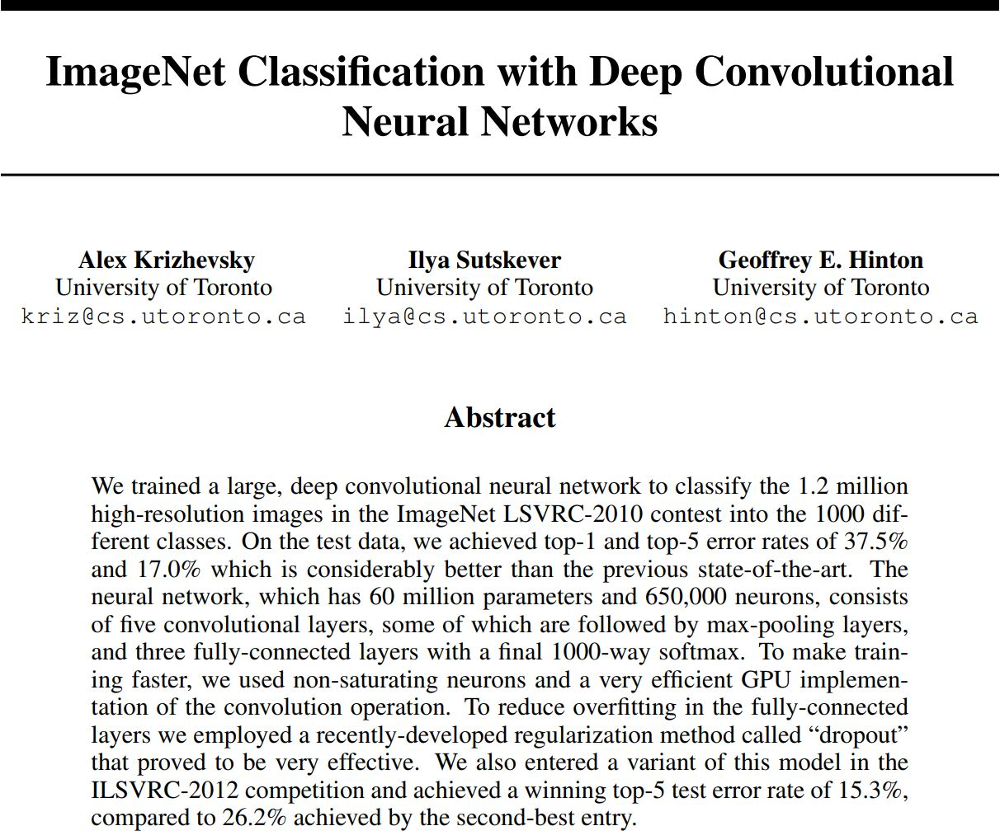 ImageNet Classification with Deep Convolutional
Neural Networks
Alex Krizhevsky
University of Toronto
kriz@cs.utoronto.ca
Ilya Sutskever
University of Toronto
ilya@cs.utoronto.ca
Geoffrey E. Hinton
University of Toronto
hinton@cs.utoronto.ca
Abstract
We trained a large, deep convolutional neural network to classify the 1.2 million
high-resolution images in the ImageNet LSVRC-2010 contest into the 1000 dif-
ferent classes. On the test data, we achieved top-1 and top-5 error rates of 37.5%
and 17.0% which is considerably better than the previous state-of-the-art. The
neural network, which has 60 million parameters and 650,000 neurons, consists
of five convolutional layers, some of which are followed by max-pooling layers,
and three fully-connected layers with a final 1000-way softmax. To make train-
ing faster, we used non-saturating neurons and a very efficient GPU implemen-
tation of the convolution operation. To reduce overfitting in the fully-connected
layers we employed a recently-developed regularization method called “dropout”
that proved to be very effective. We also entered a variant of this model in the
ILSVRC-2012 competition and achieved a winning top-5 test error rate of 15.3%,
compared to 26.2% achieved by the second-best entry.